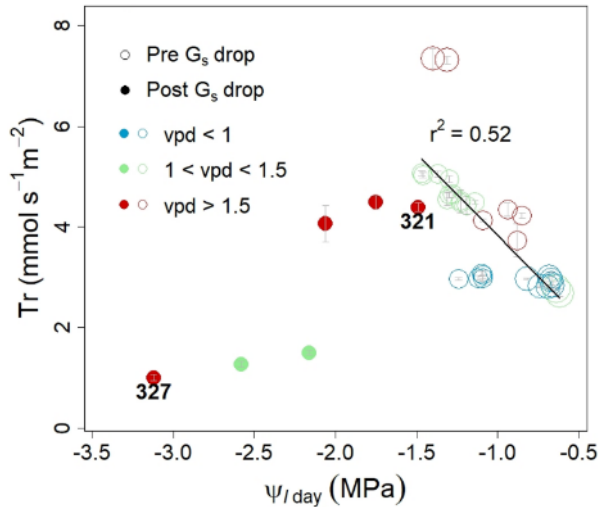 8
6
4
2
0
Tr (mmol s⁻¹m⁻²)
Pre Gₛ drop
Post Gₛ drop
vpd < 1
1 < vpd < 1.5
vpd > 1.5
r² = 0.52
321
327
-3.5 -3.0 -2.5 -2.0 -1.5 -1.0 -0.5
Ψl day (MPa)